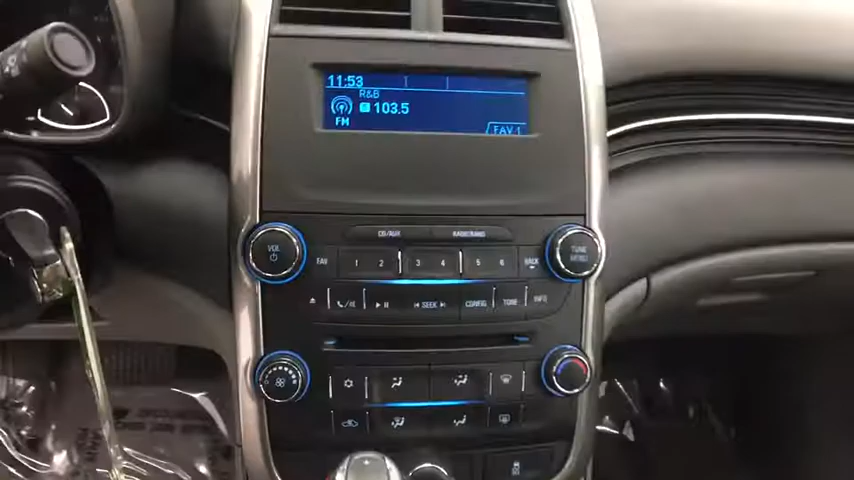 11:53
R&B
103.5
FM
FAV 1
CD/AUX
RADIO/BAND
VOL
TUNE
MENU
FAV 1 2 3 4 5 6 BACK
SEEK CONFIG TONE INFO